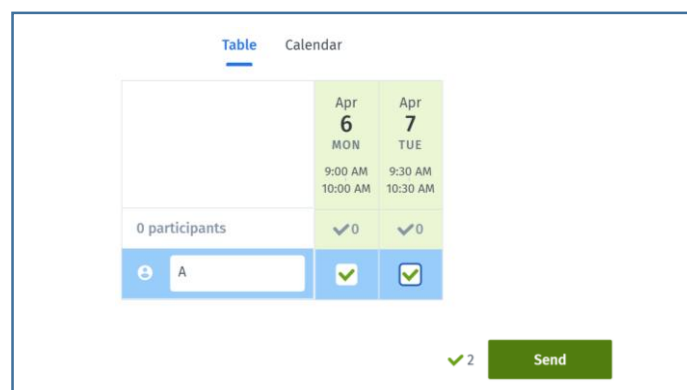 Table Calendar
Apr Apr
6 7
MON TUE
9:00 AM 9:30 AM
10:00 AM 10:30 AM
0 participants 0 0
A
2 Send